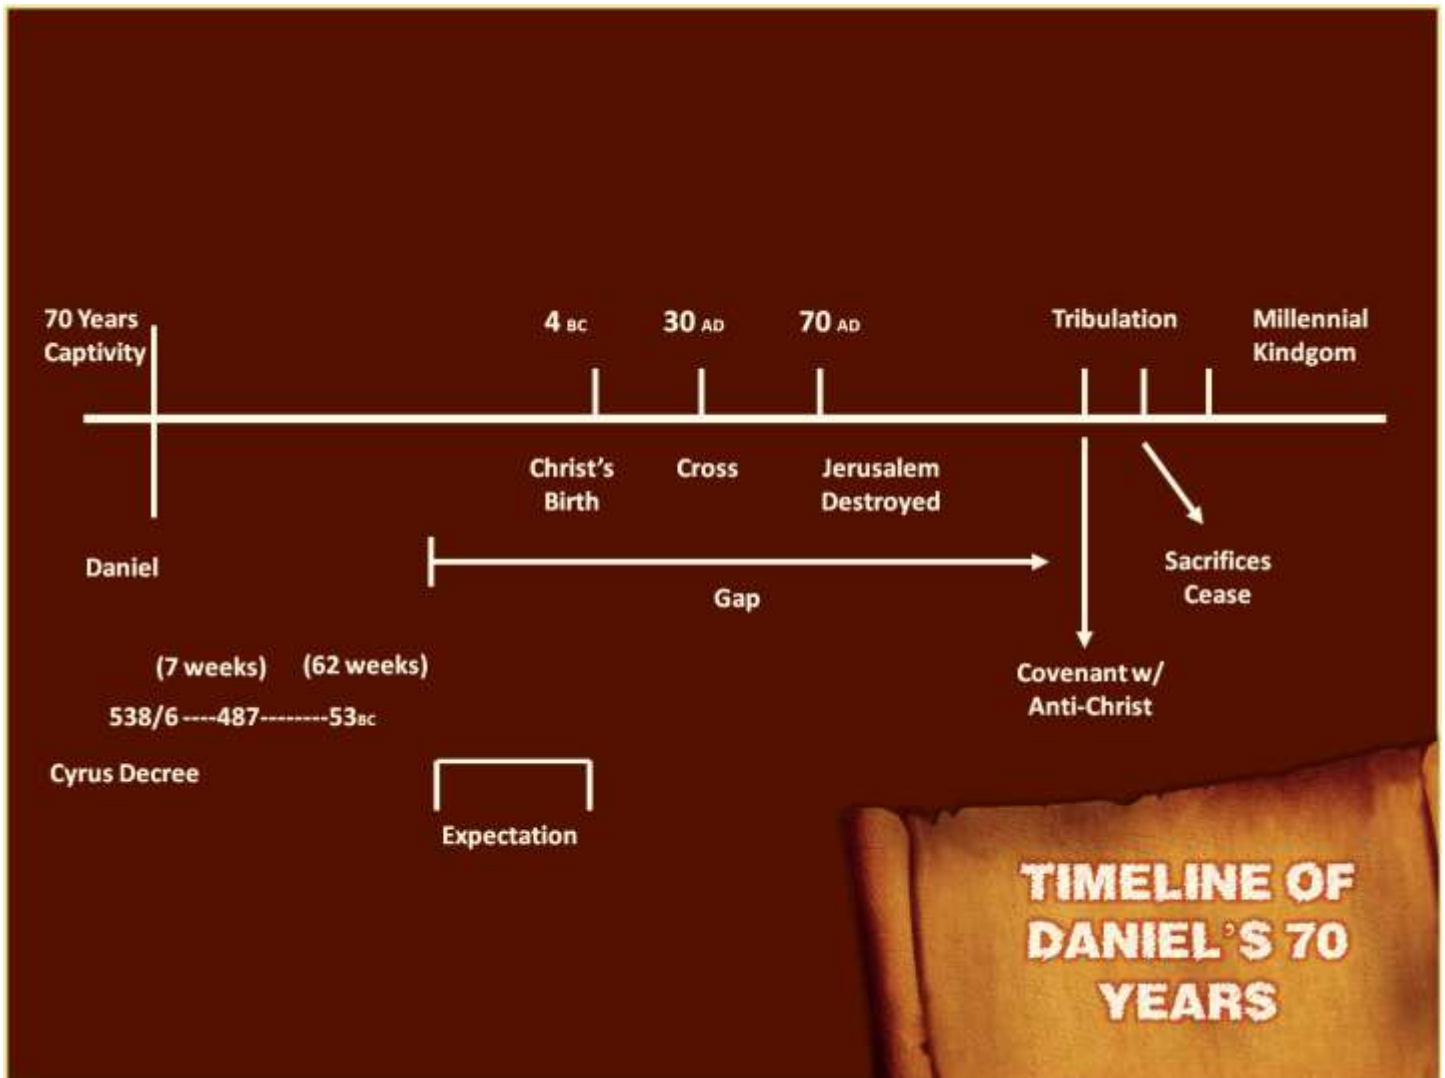 70 Years
Captivity
4 BC
30 AD
70 AD
Tribulation
Millennial
Kindgom
Christ's
Birth
Cross
Jerusalem
Destroyed
Daniel
Gap
Sacrifices
Cease
(7 weeks)
(62 weeks)
538/6 ----487--------53BC
Covenant w/
Anti-Christ
Cyrus Decree
Expectation
TIMELINE OF
DANIEL'S 70
YEARS